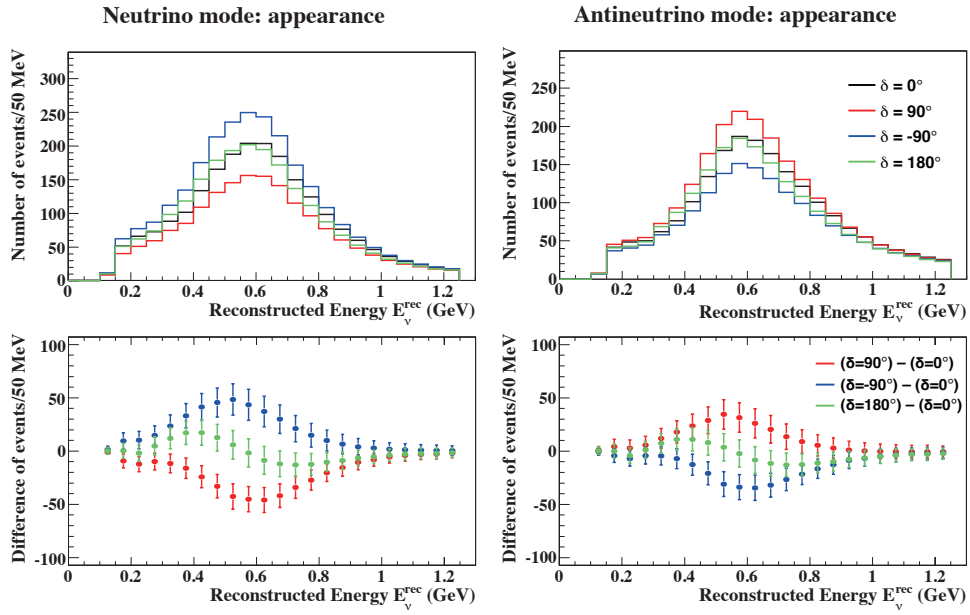 Neutrino mode: appearance
Number of events/50 MeV
300
250
200
150
100
50
0
0 0.2 0.4 0.6 0.8 1 1.2
Reconstructed Energy E_ν^rec (GeV)
Antineutrino mode: appearance
Number of events/50 MeV
250
200
150
100
50
0
δ = 0°
δ = 90°
δ = -90°
δ = 180°
0 0.2 0.4 0.6 0.8 1 1.2
Reconstructed Energy E_ν^rec (GeV)
Difference of events/50 MeV
100
50
0
-50
-100
0 0.2 0.4 0.6 0.8 1 1.2
Reconstructed Energy E_ν^rec (GeV)
Difference of events/50 MeV
100
50
0
-50
-100
(δ=90°) − (δ=0°)
(δ=-90°) − (δ=0°)
(δ=180°) − (δ=0°)
0 0.2 0.4 0.6 0.8 1 1.2
Reconstructed Energy E_ν^rec (GeV)